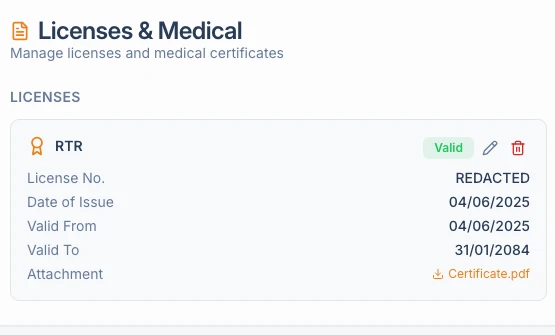 Licenses & Medical
Manage licenses and medical certificates
LICENSES
RTR Valid
License No. REDACTED
Date of Issue 04/06/2025
Valid From 04/06/2025
Valid To 31/01/2084
Attachment Certificate.pdf